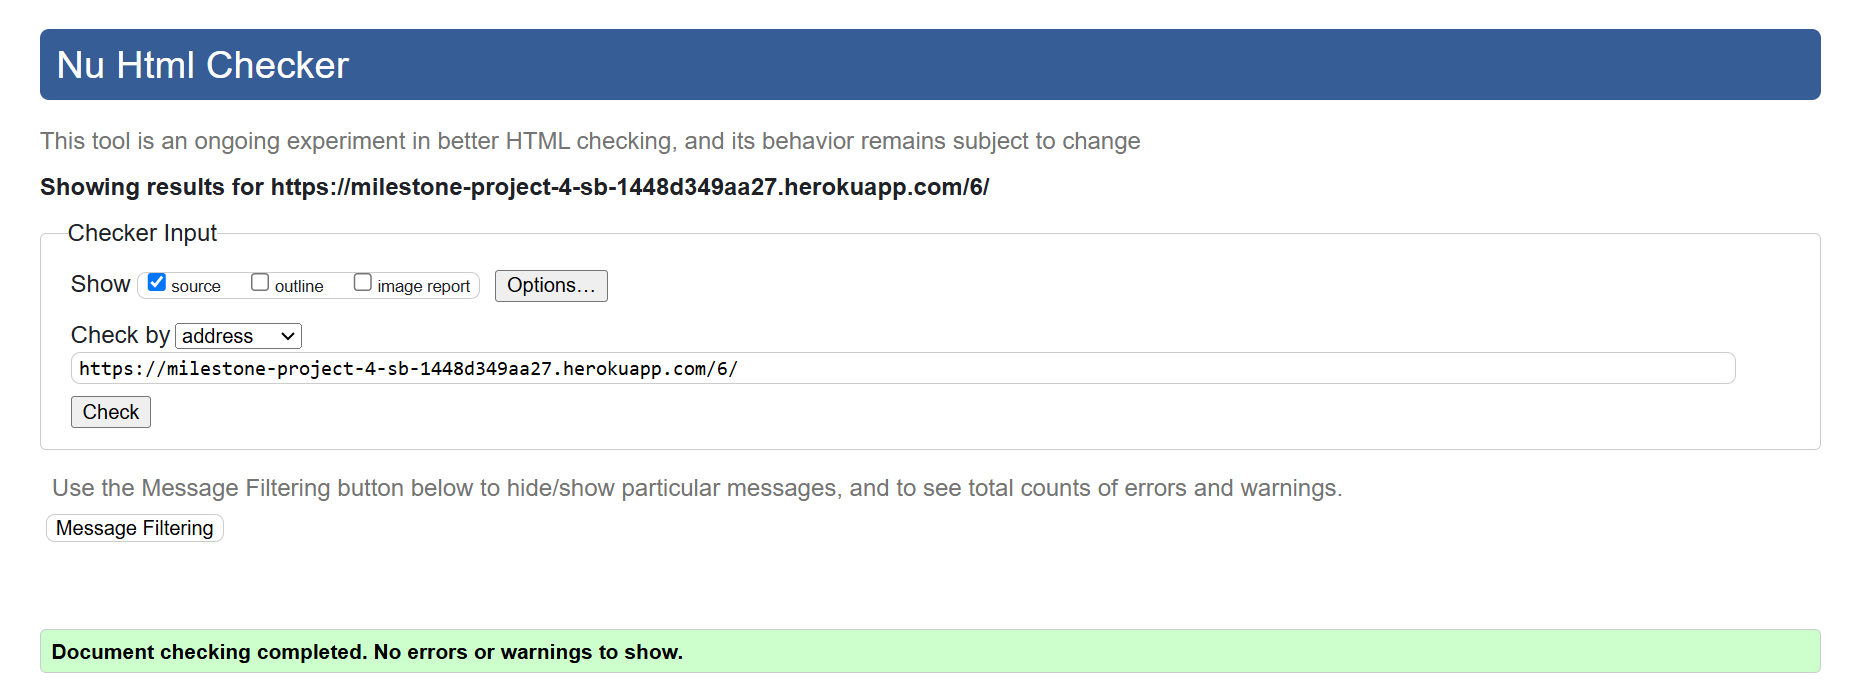 Nu Html Checker
This tool is an ongoing experiment in better HTML checking, and its behavior remains subject to change
Showing results for https://milestone-project-4-sb-1448d349aa27.herokuapp.com/6/
Checker Input
Show source outline image report Options...
Check by address
https://milestone-project-4-sb-1448d349aa27.herokuapp.com/6/
Check
Use the Message Filtering button below to hide/show particular messages, and to see total counts of errors and warnings.
Message Filtering
Document checking completed. No errors or warnings to show.